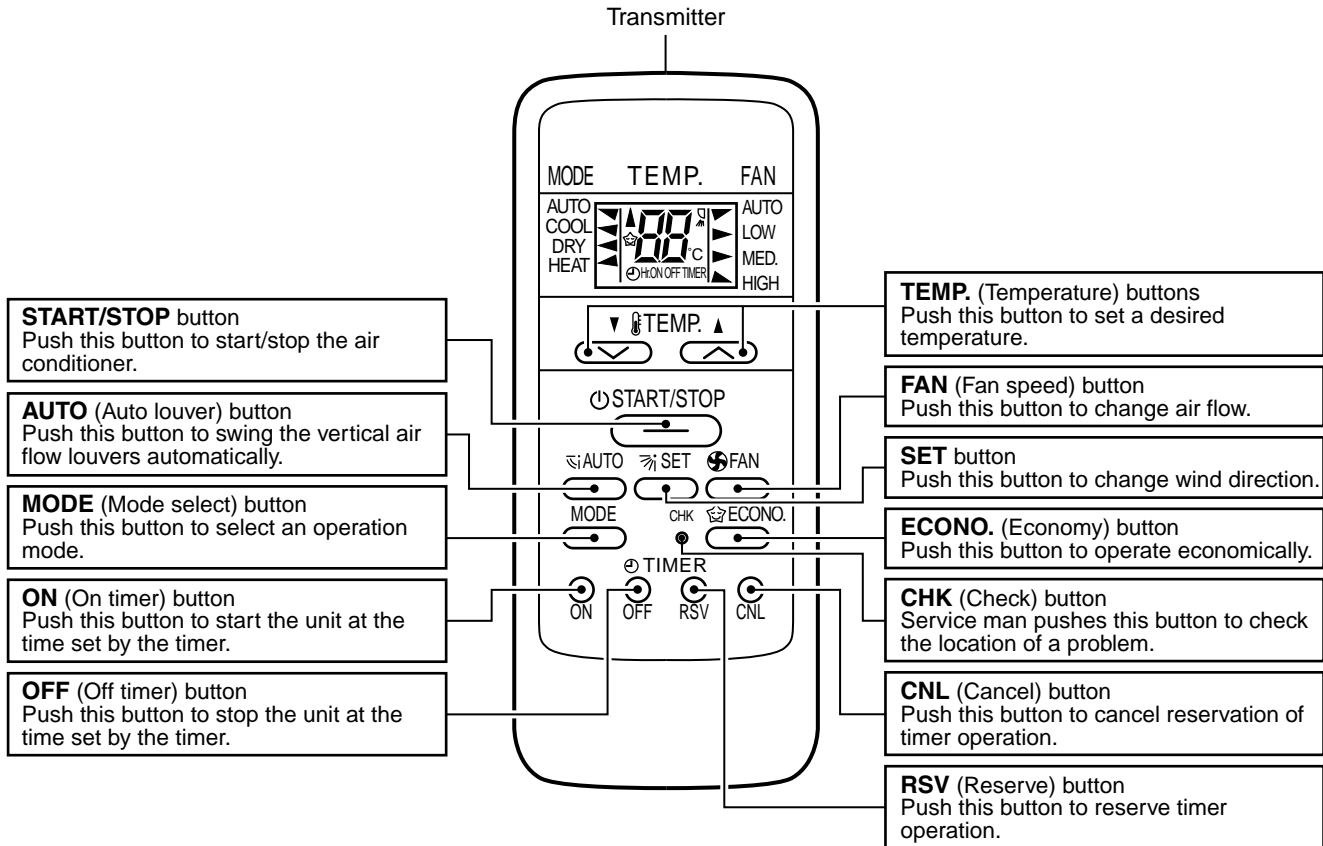 Transmitter
MODE TEMP. FAN
AUTO
COOL
DRY
HEAT
88
°C
Hr.ON OFF TIMER
AUTO
LOW
MED.
HIGH
▼ TEMP. ▲
START/STOP
AUTO SET FAN
MODE CHK ECONO.
TIMER
ON OFF RSV CNL
START/STOP button
Push this button to start/stop the air
conditioner.
AUTO (Auto louver) button
Push this button to swing the vertical air
flow louvers automatically.
MODE (Mode select) button
Push this button to select an operation
mode.
ON (On timer) button
Push this button to start the unit at the
time set by the timer.
OFF (Off timer) button
Push this button to stop the unit at the
time set by the timer.
TEMP. (Temperature) buttons
Push this button to set a desired
temperature.
FAN (Fan speed) button
Push this button to change air flow.
SET button
Push this button to change wind direction.
ECONO. (Economy) button
Push this button to operate economically.
CHK (Check) button
Service man pushes this button to check
the location of a problem.
CNL (Cancel) button
Push this button to cancel reservation of
timer operation.
RSV (Reserve) button
Push this button to reserve timer
operation.